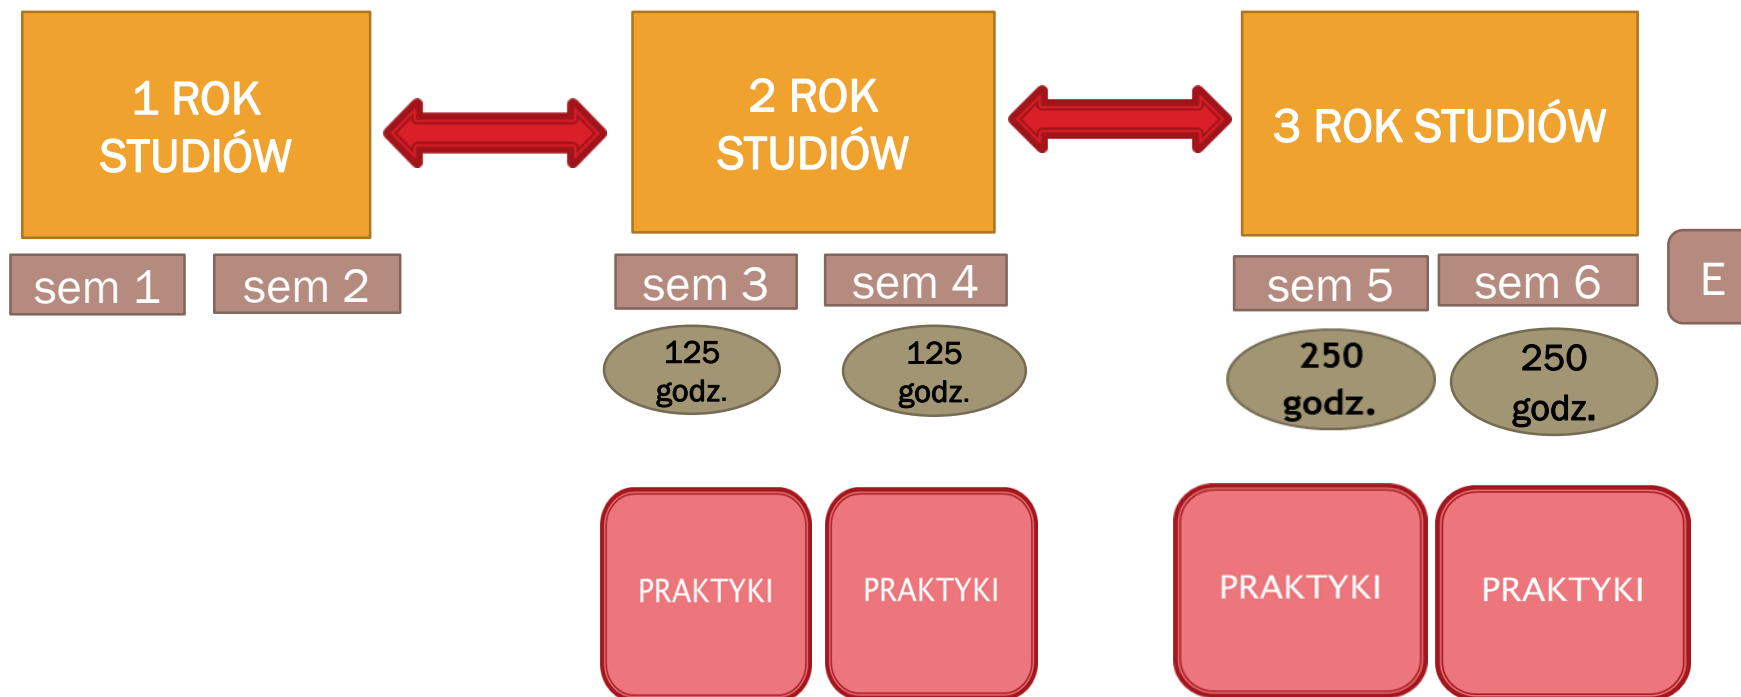 1 ROK
STUDIÓW
2 ROK
STUDIÓW
3 ROK STUDIÓW
sem 1
sem 2
sem 3
sem 4
sem 5
sem 6
E
125
godz.
125
godz.
250
godz.
250
godz.
PRAKTYKI
PRAKTYKI
PRAKTYKI
PRAKTYKI